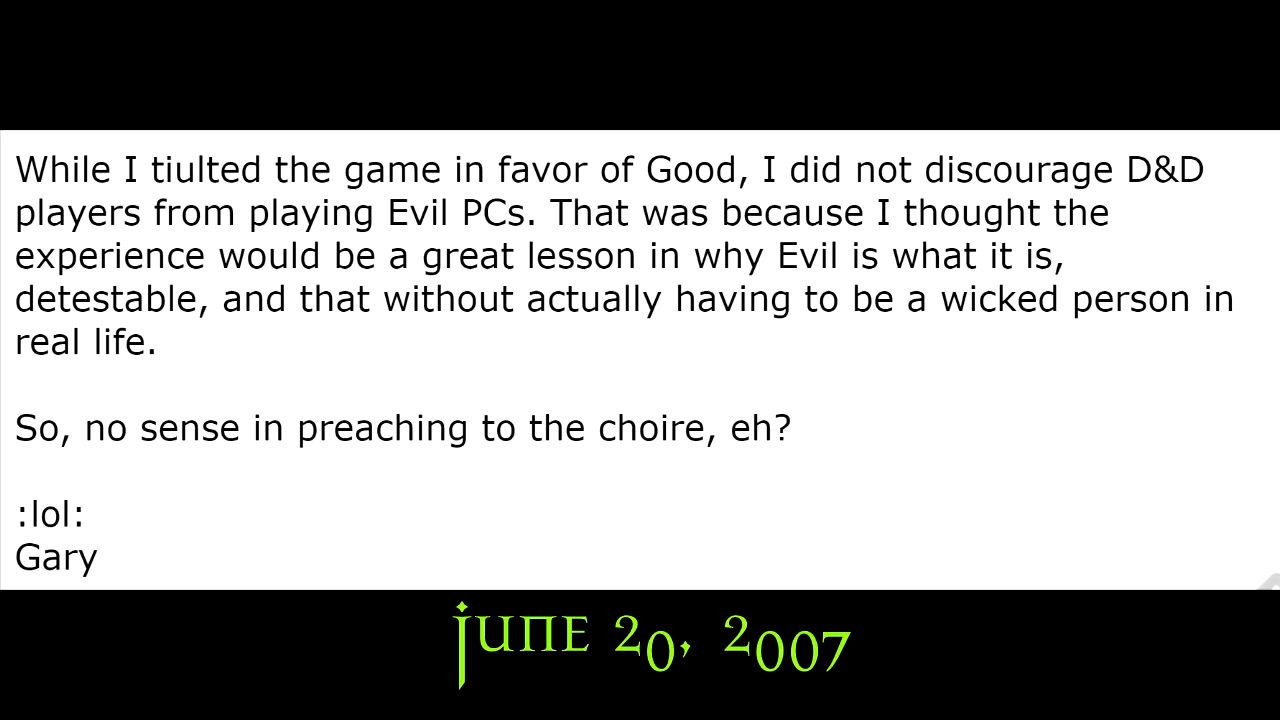 While I tiulted the game in favor of Good, I did not discourage D&D
players from playing Evil PCs. That was because I thought the
experience would be a great lesson in why Evil is what it is,
detestable, and that without actually having to be a wicked person in
real life.
So, no sense in preaching to the choire, eh?
:lol:
Gary
June 20, 2007